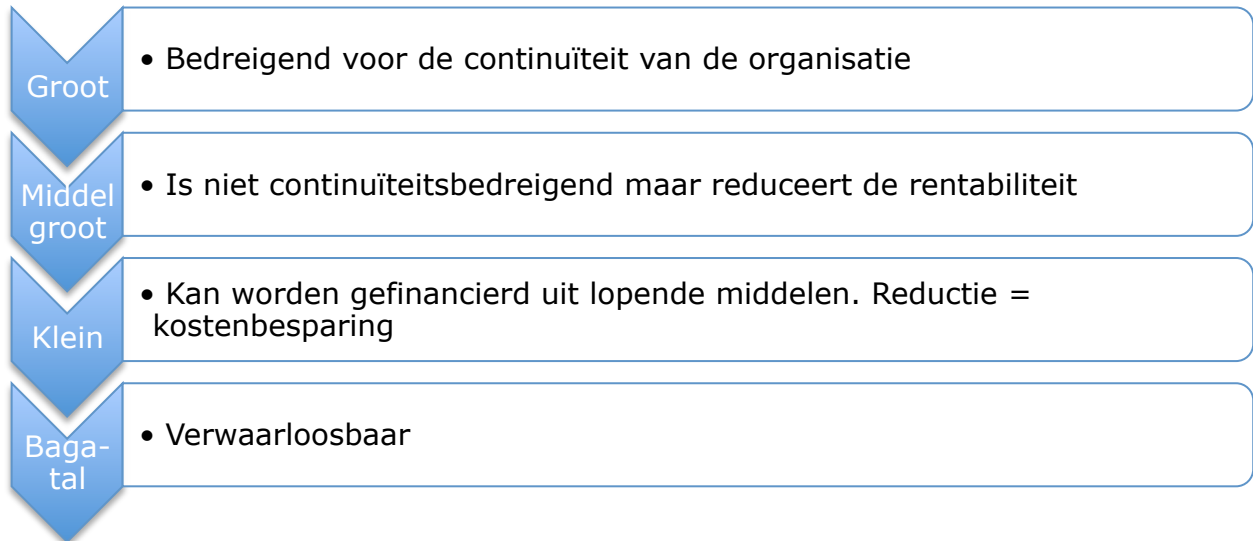 Groot
• Bedreigend voor de continuïteit van de organisatie
Middel
groot
• Is niet continuïteitsbedreigend maar reduceert de rentabiliteit
Klein
• Kan worden gefinancierd uit lopende middelen. Reductie =
kostenbesparing
Baga-
tal
• Verwaarloosbaar